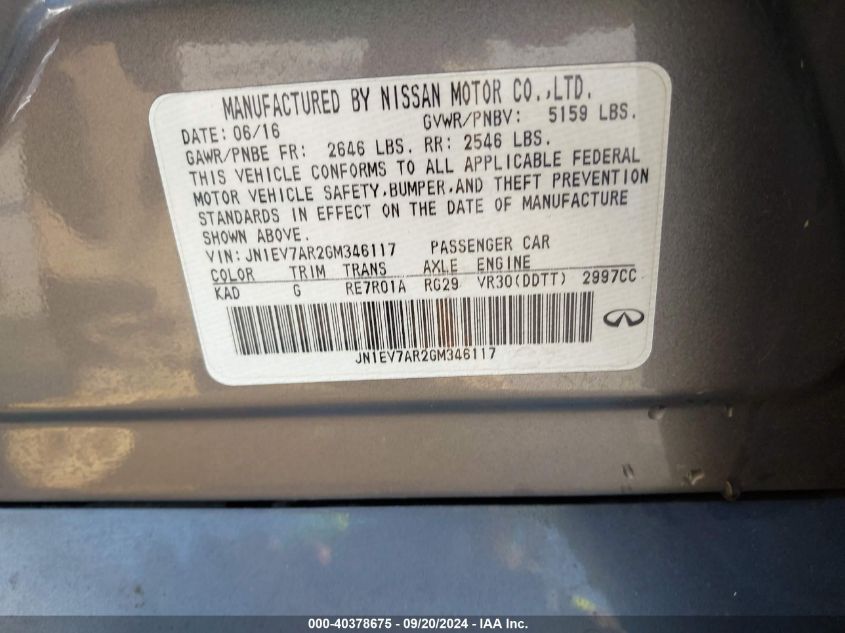 MANUFACTURED BY NISSAN MOTOR CO.,LTD.
DATE: 06/16 GVWR/PNBV: 5159 LBS.
GAWR/PNBE FR: 2646 LBS. RR: 2546 LBS.
THIS VEHICLE CONFORMS TO ALL APPLICABLE FEDERAL
MOTOR VEHICLE SAFETY,BUMPER,AND THEFT PREVENTION
STANDARDS IN EFFECT ON THE DATE OF MANUFACTURE
SHOWN ABOVE.
VIN: JN1EV7AR2GM346117 PASSENGER CAR
COLOR TRIM TRANS AXLE ENGINE
KAD G RE7R01A RG29 VR30(DDTT) 2997CC
JN1EV7AR2GM346117
000-40378675 - 09/20/2024 - IAA Inc.